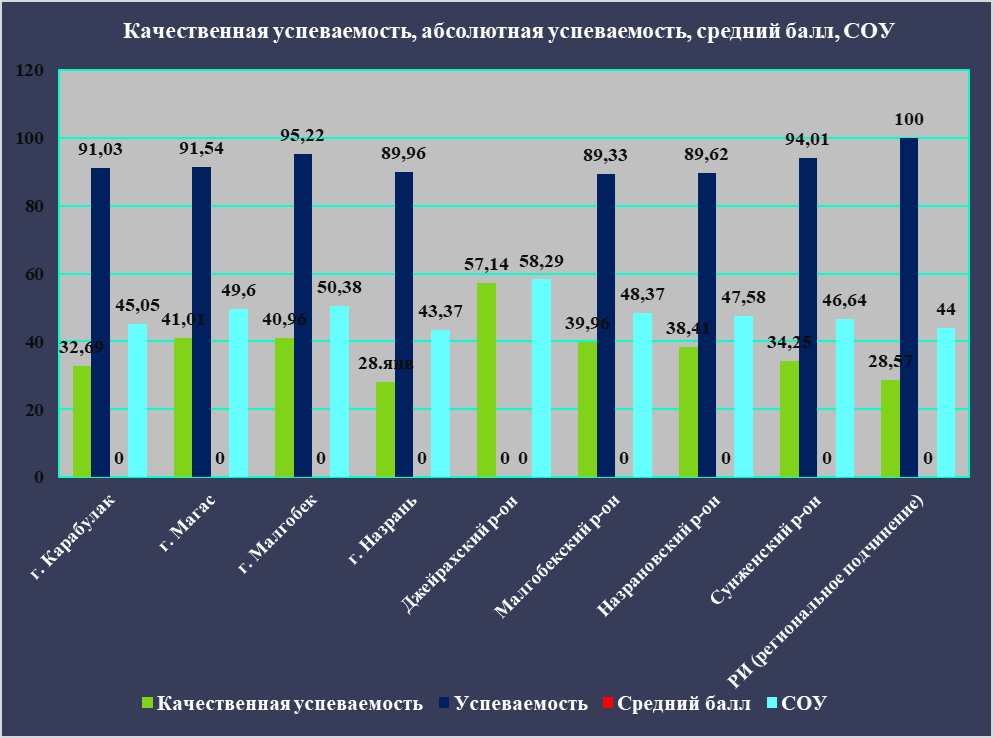 Качественная успеваемость, абсолютная успеваемость, средний балл, СОУ
120
100
80
60
40
20
0
32,69
91,03
0
45,05
41,01
91,54
0
49,6
40,96
95,22
0
50,38
28.янв
89,96
0
43,37
57,14
0
0
58,29
39,96
89,33
0
48,37
38,41
89,62
0
47,58
34,25
94,01
0
46,64
28,57
100
0
44
г. Карабулак
г. Магас
г. Малгобек
г. Назрань
Джейрахский р-он
Малгобекский р-он
Назрановский р-он
Сунженский р-он
РИ (региональное подчинение)
Качественная успеваемость
Успеваемость
Средний балл
СОУ